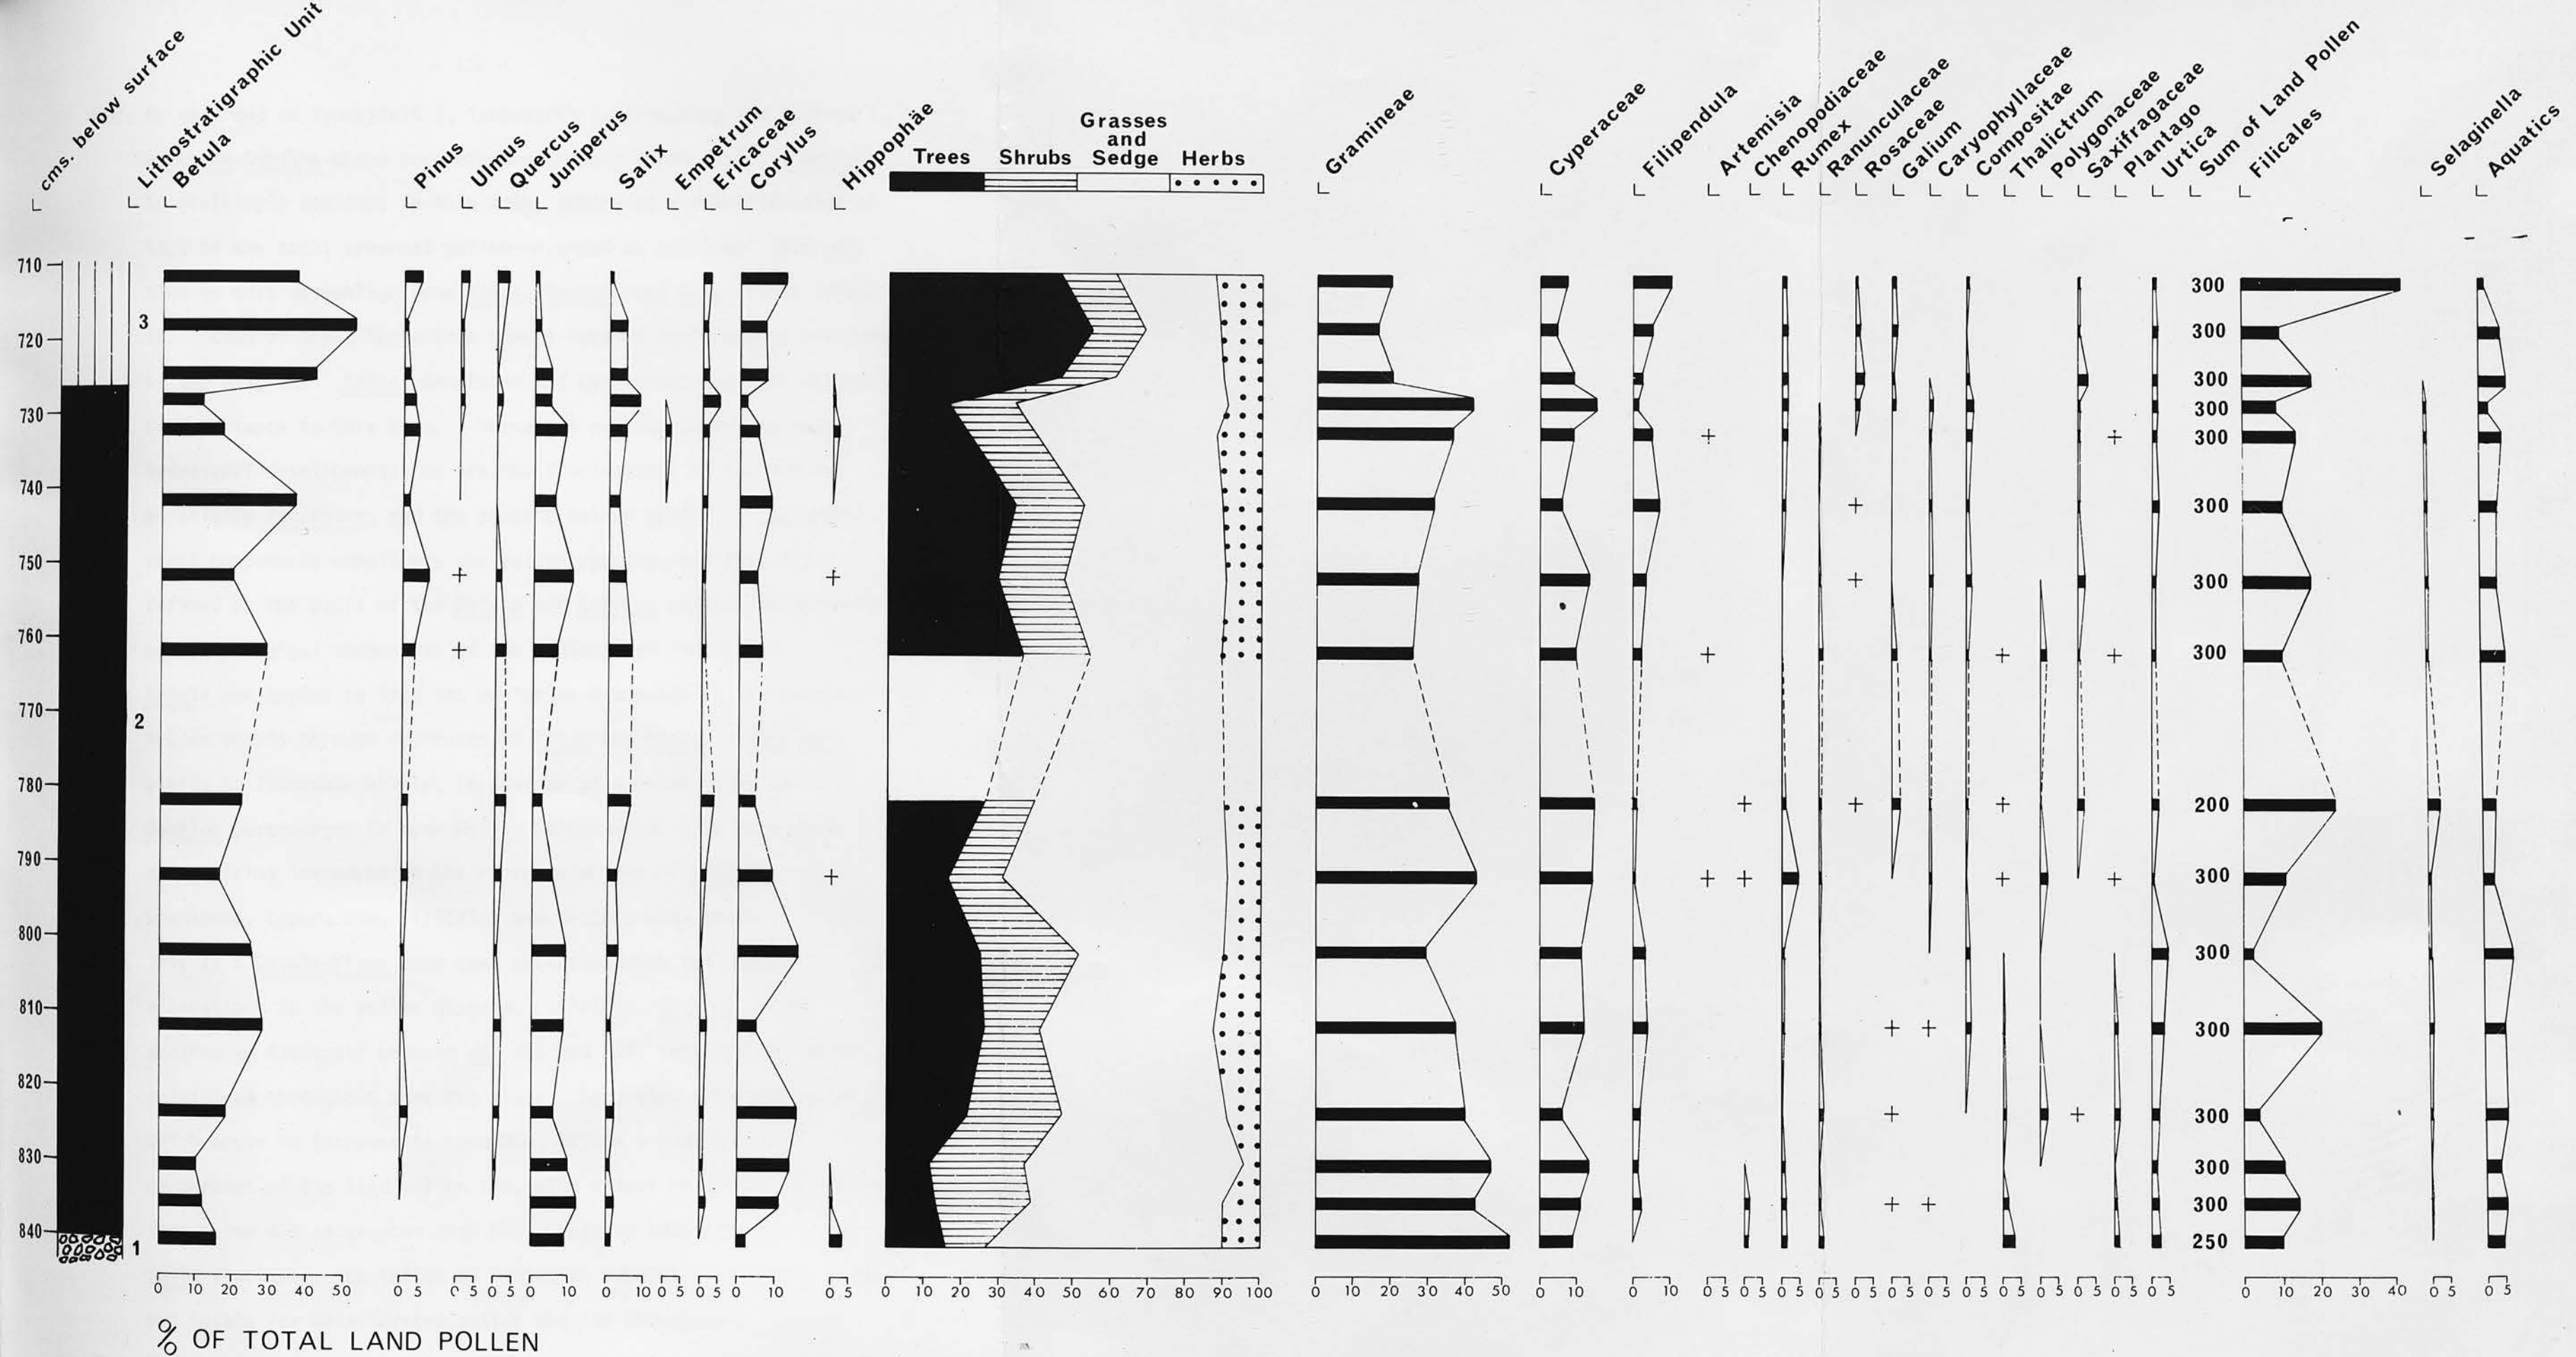 cms. below surface
Lithostratigraphic Unit
Betula
Pinus
Ulmus
Quercus
Juniperus
Salix
Empetrum
Ericaceae
Corylus
Hippophäe
Trees
Shrubs
Grasses
and
Sedge
Herbs
Gramineae
Cyperaceae
Filipendula
Artemisia
Chenopodiaceae
Rumex
Ranunculaceae
Rosaceae
Galium
Caryophyllaceae
Compositae
Thalictrum
Polygonaceae
Saxifragaceae
Plantago
Urtica
Sum of Land Pollen
Filicales
Selaginella
Aquatics
710
720
730
740
750
760
770
780
790
800
810
820
830
840
3
2
1
+ +
+ +
+ + +
+ + + +
+ + + +
+ + + + +
+ +
+ +
+ +
300
300
300
300
300
300
300
300
200
300
300
300
300
300
300
250
0 10 20 30 40 50 0 5 0 5 0 5 0 10 0 5 10 0 5 0 5 0 10 0 5 0 10 20 30 40 50 60 70 80 90 100 0 10 20 30 40 50 0 10 0 10 0 5 0 5 0 5 0 5 0 5 0 5 0 5 0 5 0 5 0 5 0 5 0 5 0 5 0 10 20 30 40 0 5 0 5
% OF TOTAL LAND POLLEN